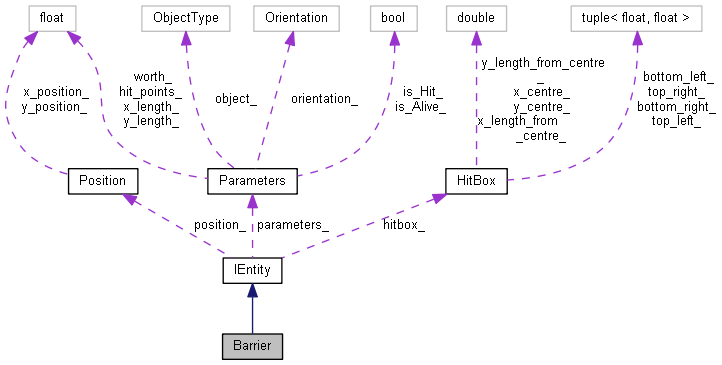 float
ObjectType
Orientation
bool
double
tuple< float, float >
x_position_
y_position_
worth_
hit_points_
x_length_
y_length_
object_
orientation_
is_Hit_
is_Alive_
y_length_from_centre
_
x_centre_
y_centre_
x_length_from
_centre_
bottom_left_
top_right_
bottom_right_
top_left_
Position
Parameters
HitBox
position_
parameters_
hitbox_
IEntity
Barrier